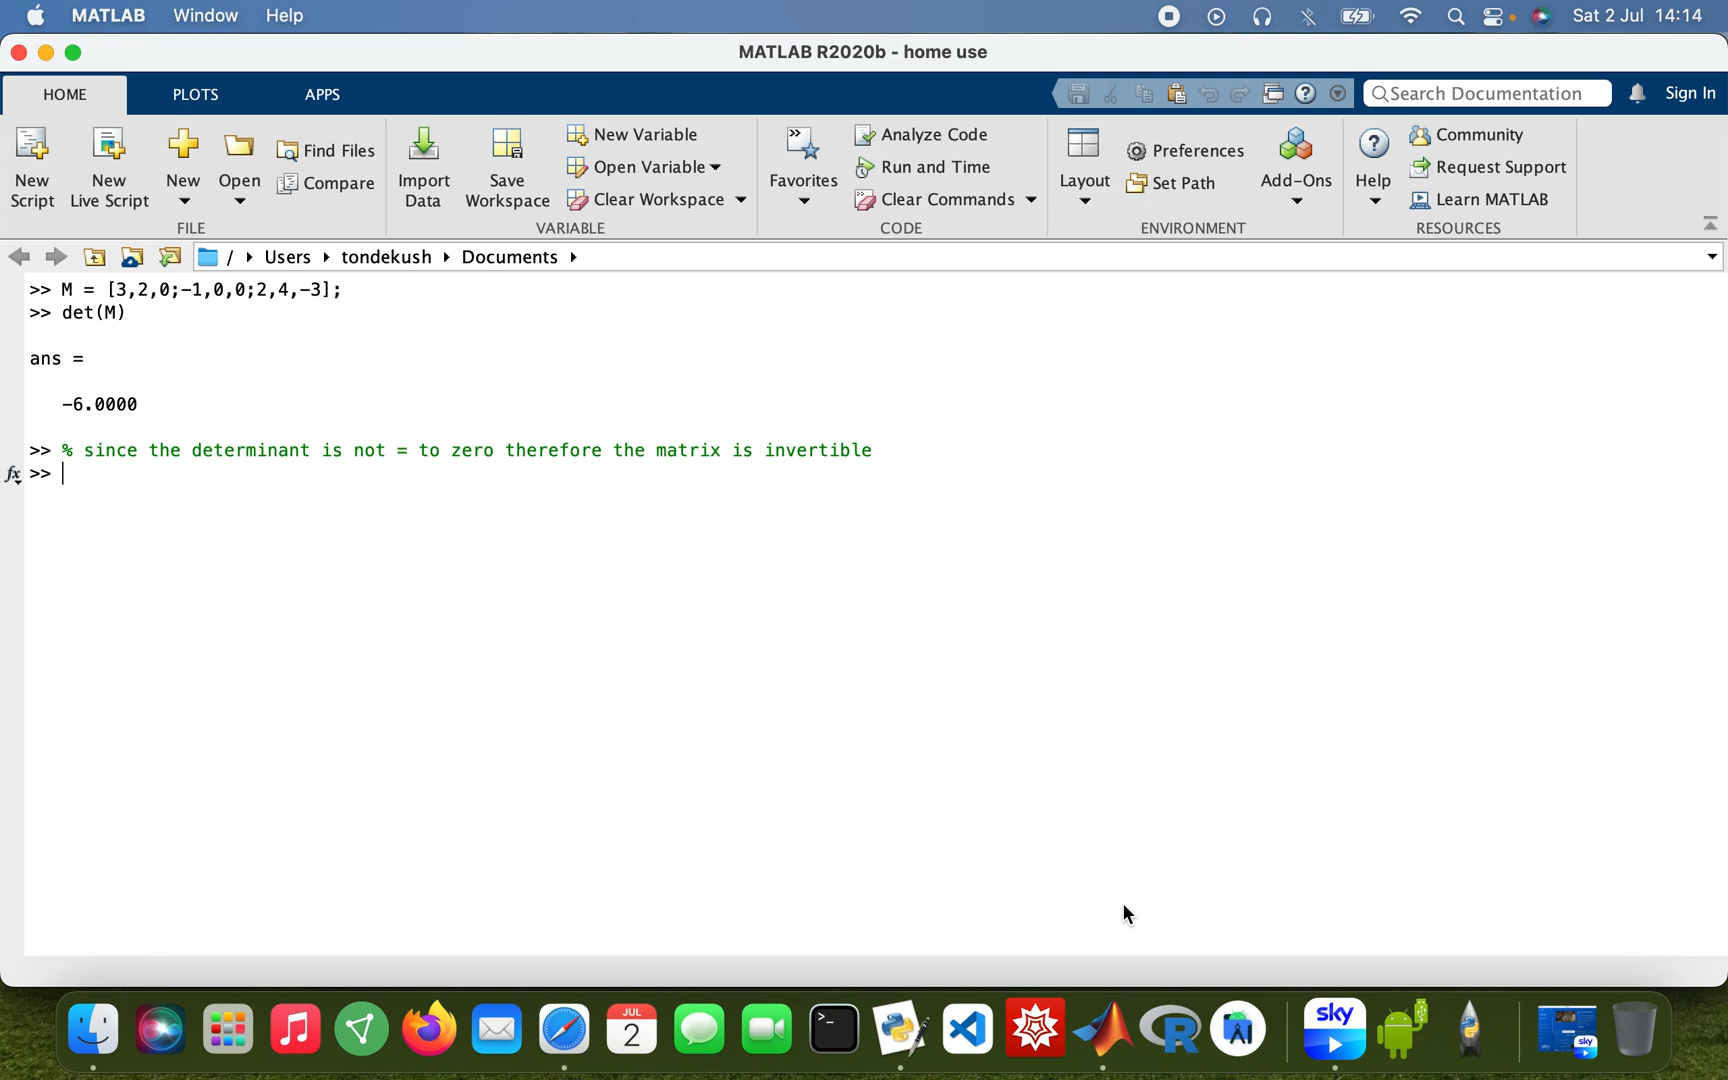 MATLAB Window Help Sat 2 Jul 14:14
MATLAB R2020b - home use
HOME PLOTS APPS Search Documentation Sign In
New Script
New Live Script
New
Open
Find Files
Compare
FILE
Import Data
Save Workspace
New Variable
Open Variable
Clear Workspace
VARIABLE
Favorites
Analyze Code
Run and Time
Clear Commands
CODE
Layout
Preferences
Set Path
Add-Ons
ENVIRONMENT
Help
Community
Request Support
Learn MATLAB
RESOURCES
/ Users tondekush Documents
>> M = [3,2,0;-1,0,0;2,4,-3];
>> det(M)
ans =
-6.0000
>> % since the determinant is not = to zero therefore the matrix is invertible
fx >>
JUL
2
>_
R
sky
sky